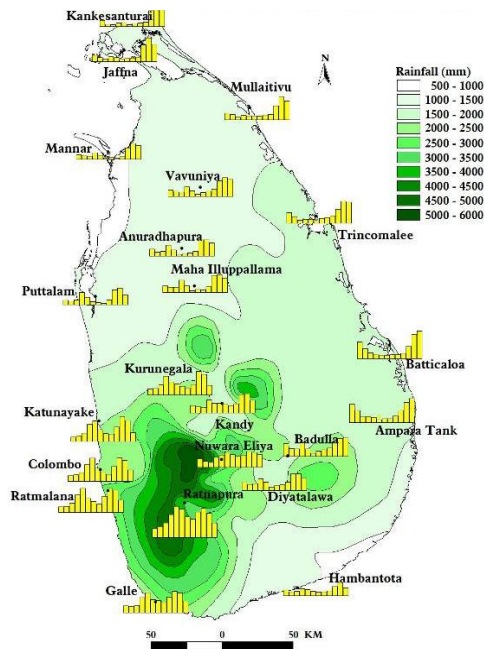 Kankesanturai
Jaffna
Mullaitivu
Mannar
Vavuniya
Trincomalee
Anuradhapura
Maha Illuppallama
Puttalam
Batticaloa
Kurunegala
Katunayake
Kandy
Ampara Tank
Nuwara Eliya
Badulla
Colombo
Diyatalawa
Ratmalana
Ratnapura
Hambantota
Galle
N
Rainfall (mm)
500 - 1000
1000 - 1500
1500 - 2000
2000 - 2500
2500 - 3000
3000 - 3500
3500 - 4000
4000 - 4500
4500 - 5000
5000 - 6000
50 0 50 KM